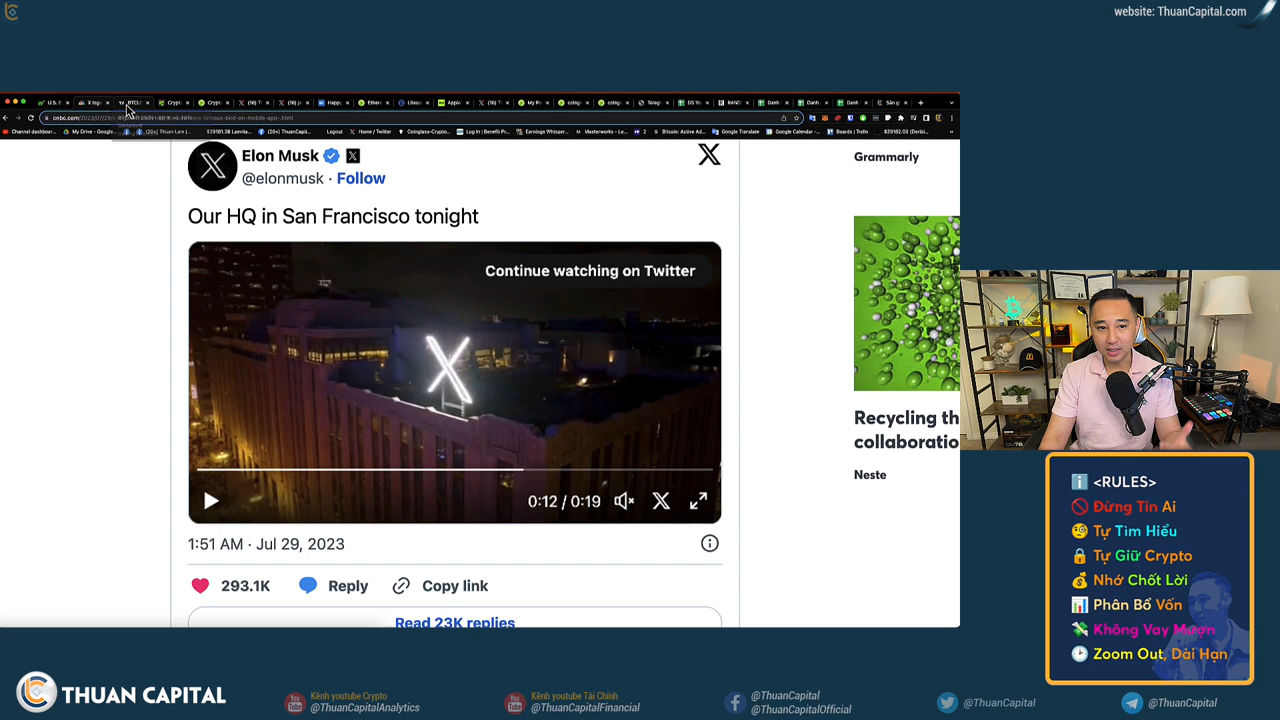 website: ThuanCapital.com
Elon Musk
@elonmusk · Follow
Our HQ in San Francisco tonight
Continue watching on Twitter
0:12 / 0:19
1:51 AM · Jul 29, 2023
293.1K
Reply
Copy link
Read 23K replies
Grammarly
Recycling th
collaboratio
Neste
<RULES>
Đừng Tin Ai
Tự Tìm Hiểu
Tự Giữ Crypto
Nhớ Chốt Lời
Phân Bổ Vốn
Không Vay Mượn
Zoom Out, Dài Hạn
THUAN CAPITAL
Kênh youtube Crypto
@ThuanCapitalAnalytics
Kênh youtube Tài Chính
@ThuanCapitalFinancial
@ThuanCapital
@ThuanCapitalOfficial
@ThuanCapital
@ThuanCapital